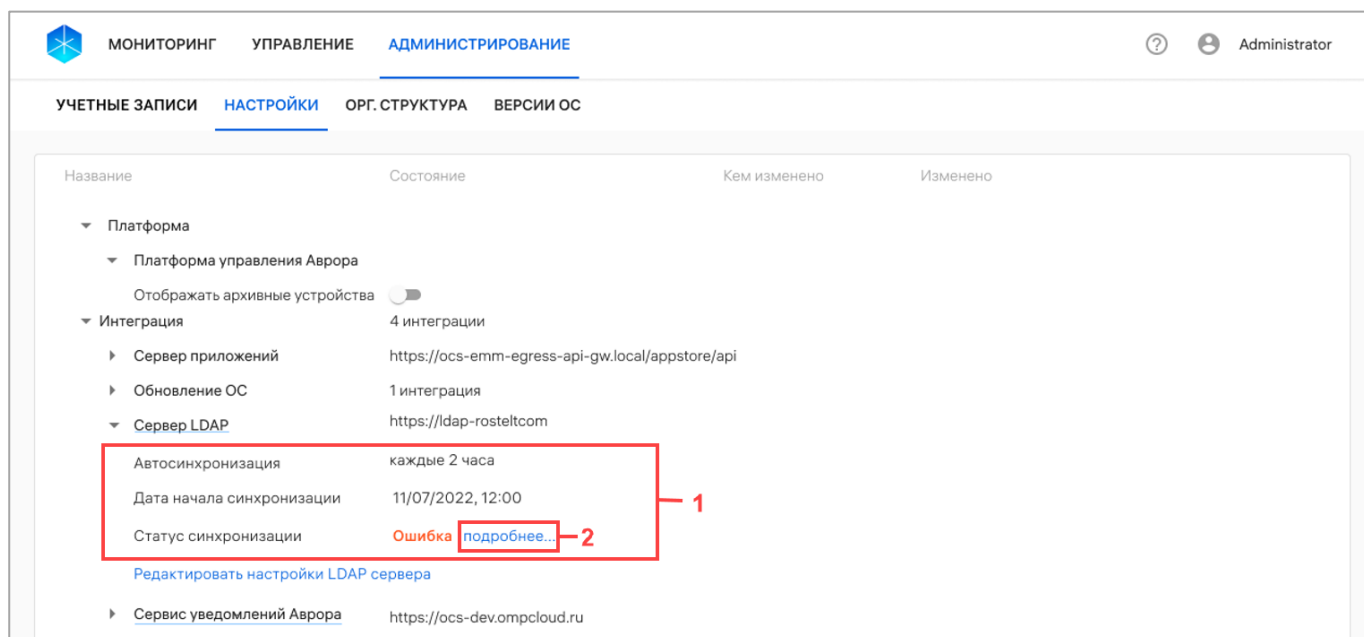 МОНИТОРИНГ УПРАВЛЕНИЕ АДМИНИСТРИРОВАНИЕ ? Administrator
УЧЕТНЫЕ ЗАПИСИ НАСТРОЙКИ ОРГ. СТРУКТУРА ВЕРСИИ ОС
Название Состояние Кем изменено Изменено
Платформа
Платформа управления Аврора
Отображать архивные устройства
Интеграция 4 интеграции
Сервер приложений https://ocs-emm-egress-api-gw.local/appstore/api
Обновление ОС 1 интеграция
Сервер LDAP https://ldap-rosteltcom
Автосинхронизация каждые 2 часа
Дата начала синхронизации 11/07/2022, 12:00 1
Статус синхронизации Ошибка подробнее... 2
Редактировать настройки LDAP сервера
Сервис уведомлений Аврора https://ocs-dev.ompcloud.ru